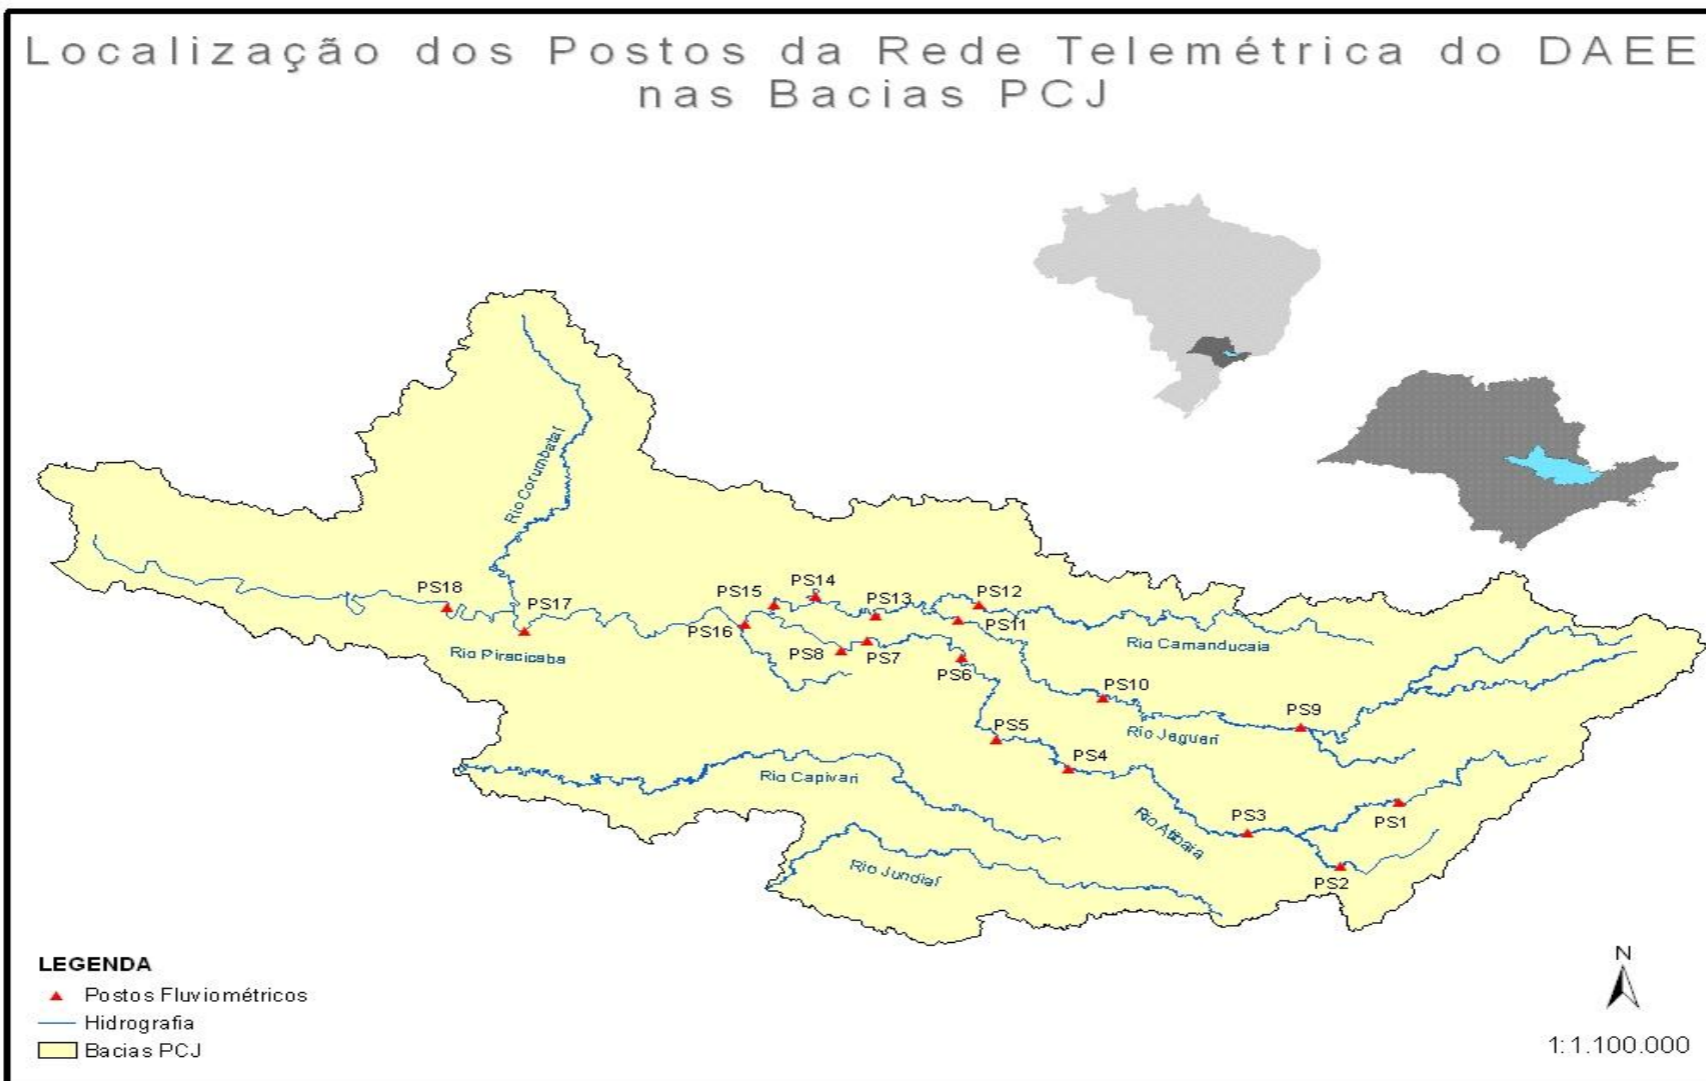 Localização dos Postos da Rede Telemétrica do DAEE
nas Bacias PCJ
Rio Corumbataí
PS18
PS17
PS15
PS14
PS13
PS12
PS16
PS11
Rio Piracicaba
PS8
PS7
PS6
Rio Camanducaia
PS10
PS9
PS5
Rio Jaguari
PS4
Rio Capivari
PS3
PS1
Rio Atibaia
Rio Jundiaí
PS2
LEGENDA
Postos Fluviométricos
Hidrografia
Bacias PCJ
N
1:1.100.000